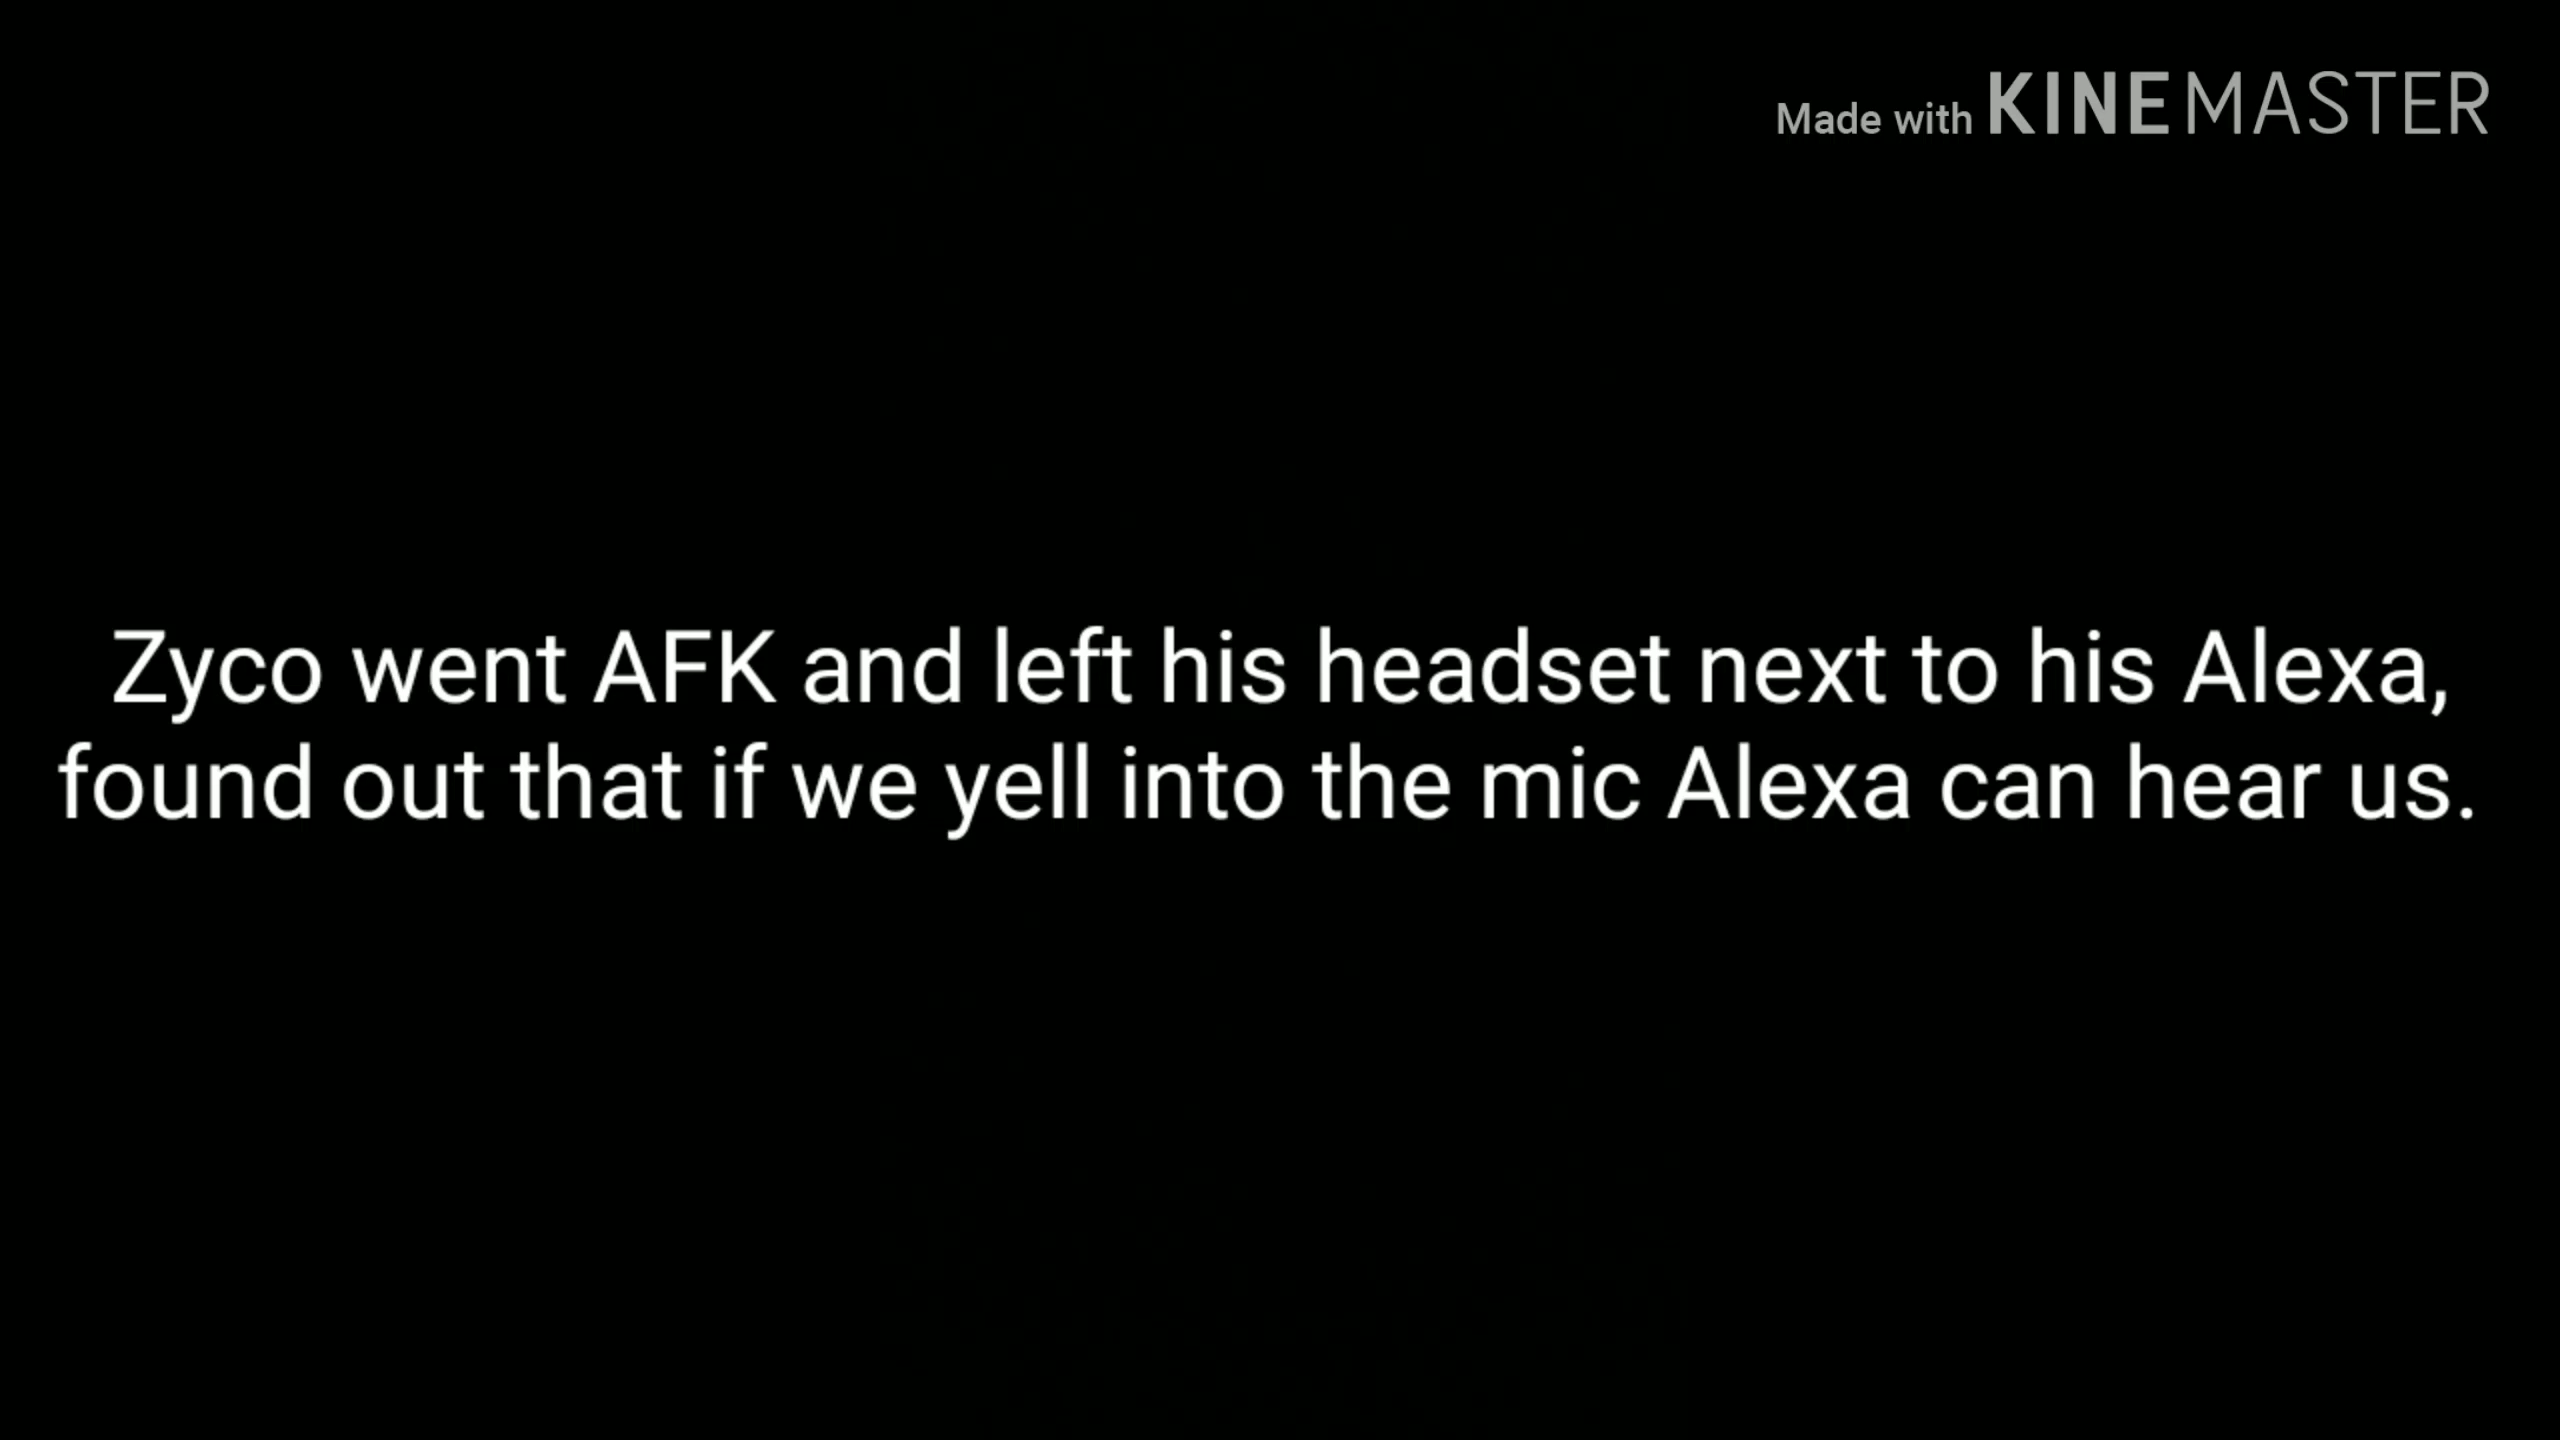 Made with KINEMASTER
Zyco went AFK and left his headset next to his Alexa,
found out that if we yell into the mic Alexa can hear us.